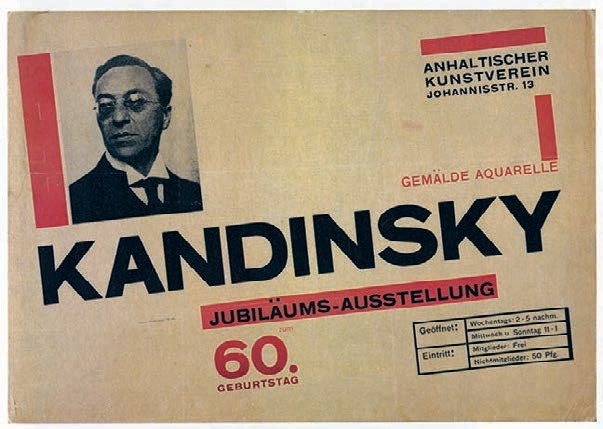 ANHALTISCHER
KUNSTVEREIN
JOHANNISSTR. 13
GEMÄLDE AQUARELLE
KANDINSKY
JUBILÄUMS-AUSSTELLUNG
zum
60.
GEBURTSTAG
Geöffnet: Wochentags: 2-5 nachm.
Mittwoch u Sonntag 11-1
Eintritt: Mitglieder: Frei
Nichtmitglieder: 50 Pfg.